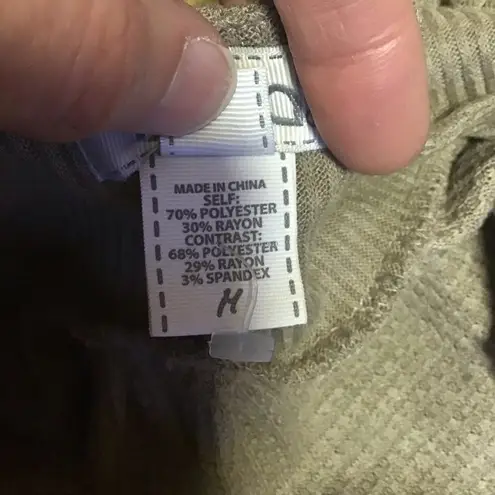 D
MADE IN CHINA
SELF:
70% POLYESTER
30% RAYON
CONTRAST:
68% POLYESTER
29% RAYON
3% SPANDEX
M